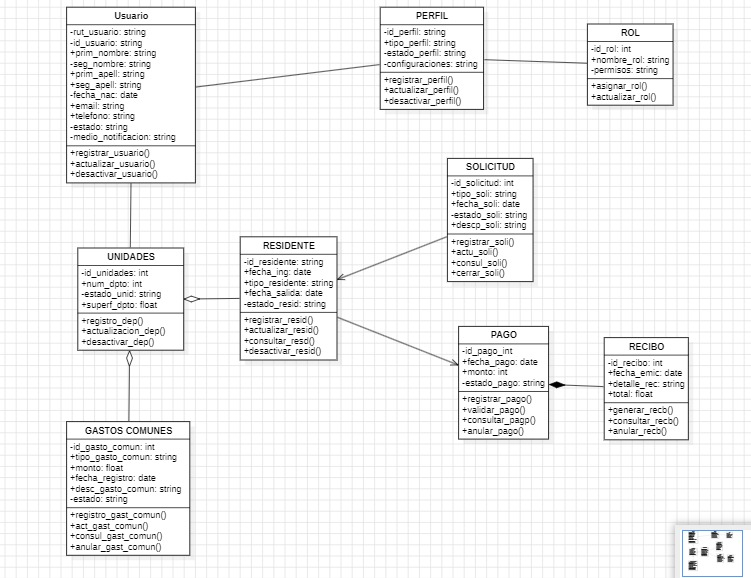 Usuario
-rut_usuario: string
-id_usuario: string
+prim_nombre: string
-seg_nombre: string
+prim_apell: string
+seg_apell: string
-fecha_nac: date
+email: string
+telefono: string
-estado: string
-medio_notificacion: string
+registrar_usuario()
+actualizar_usuario()
+desactivar_usuario()
PERFIL
-id_perfil: string
+tipo_perfil: string
-estado_perfil: string
-configuraciones: string
+registrar_perfil()
+actualizar_perfil()
+desactivar_perfil()
ROL
-id_rol: int
+nombre_rol: string
-permisos: string
+asignar_rol()
+actualizar_rol()
SOLICITUD
-id_solicitud: int
+tipo_soli: string
+fecha_soli: date
-estado_soli: string
+descp_soli: string
+registrar_soli()
+actu_soli()
+consul_soli()
+cerrar_soli()
UNIDADES
-id_unidades: int
+num_dpto: int
-estado_unid: string
+superf_dpto: float
+registro_dep()
+actualizacion_dep()
+desactivar_dep()
RESIDENTE
-id_residente: string
+fecha_ing: date
+tipo_residente: string
+fecha_salida: date
-estado_resid: string
+registrar_resid()
+actualizar_resid()
+consultar_resd()
+desactivar_resid()
PAGO
-id_pago_int
+fecha_pago: date
+monto: int
-estado_pago: string
+registrar_pago()
+validar_pago()
+consultar_pagp()
+anular_pago()
RECIBO
-id_recibo: int
+fecha_emic: date
+detalle_rec: string
+total: float
+generar_recb()
+consultar_recb()
+anular_recb()
GASTOS COMUNES
-id_gasto_comun: int
+tipo_gasto_comun: string
+monto: float
+fecha_registro: date
+desc_gasto_comun: string
-estado: string
+registro_gast_comun()
+act_gast_comun()
+consul_gast_comun()
+anular_gast_comun()